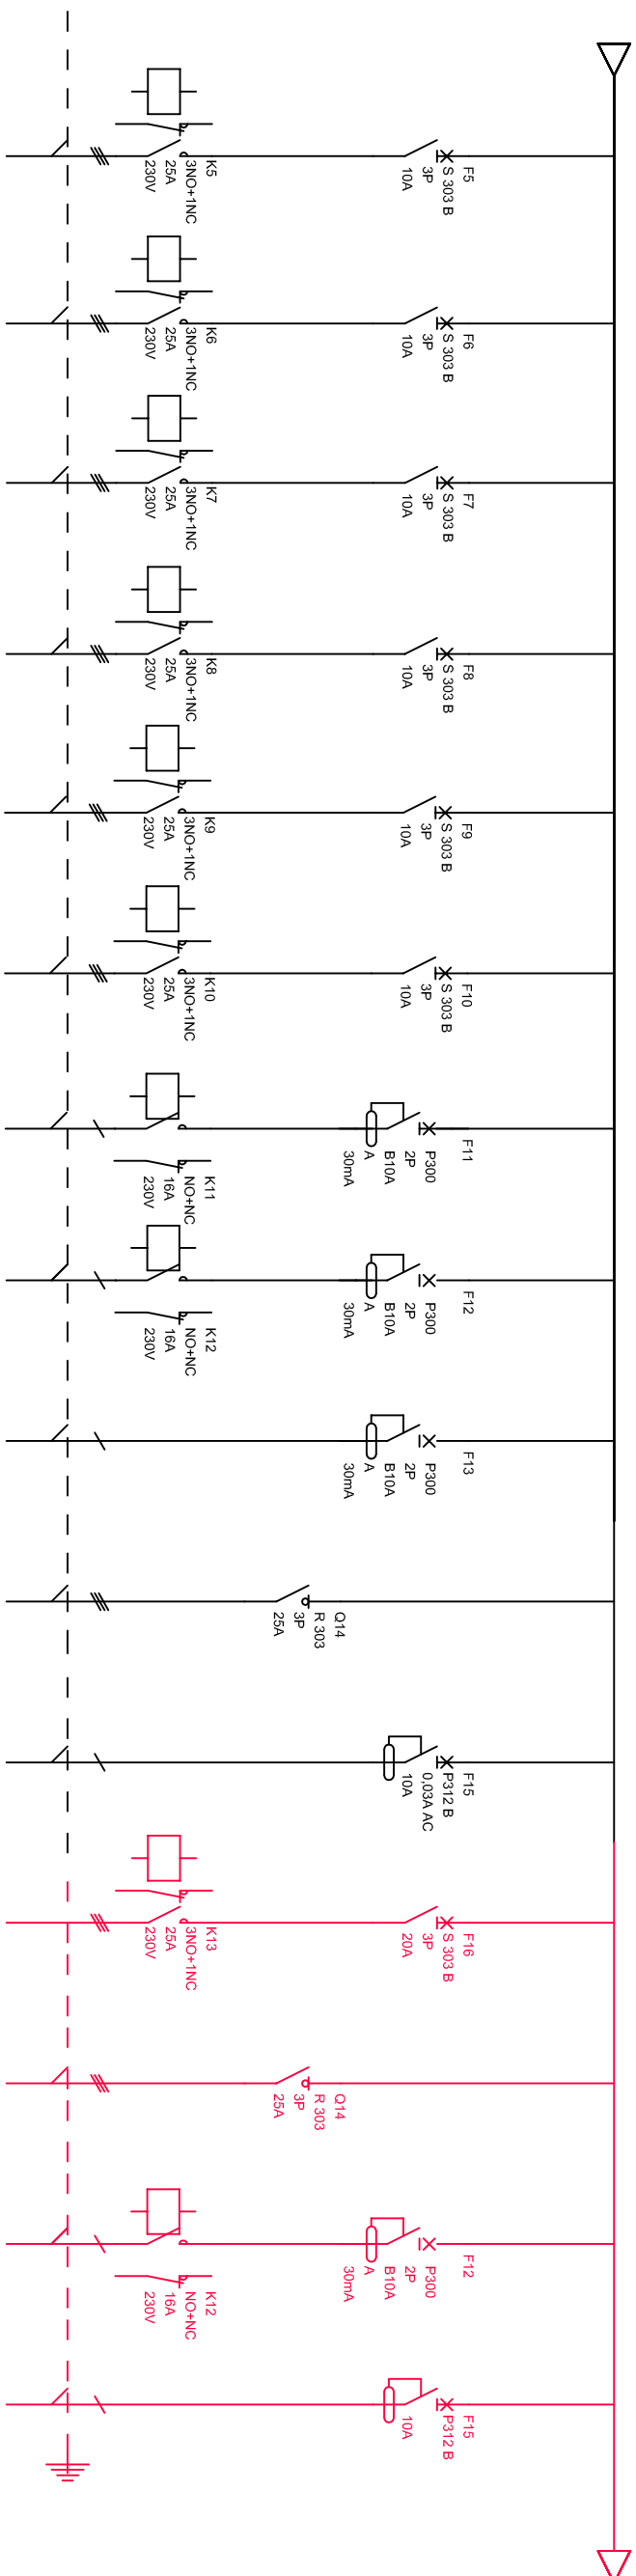 F5
S 303 B
3P
10A
K5
3NO+1NC
25A
230V
F6
S 303 B
3P
10A
K6
3NO+1NC
25A
230V
F7
S 303 B
3P
10A
K7
3NO+1NC
25A
230V
F8
S 303 B
3P
10A
K8
3NO+1NC
25A
230V
F9
S 303 B
3P
10A
K9
3NO+1NC
25A
230V
F10
S 303 B
3P
10A
K10
3NO+1NC
25A
230V
F11
P300
2P
B10A
A
30mA
K11
NO+NC
16A
230V
F12
P300
2P
B10A
A
30mA
K12
NO+NC
16A
230V
F13
P300
2P
B10A
A
30mA
Q14
R 303
3P
25A
F15
P312 B
0,03A AC
10A
F16
S 303 B
3P
20A
K13
3NO+1NC
25A
230V
Q14
R 303
3P
25A
F12
P300
2P
B10A
A
30mA
K12
NO+NC
16A
230V
F15
P312 B
10A